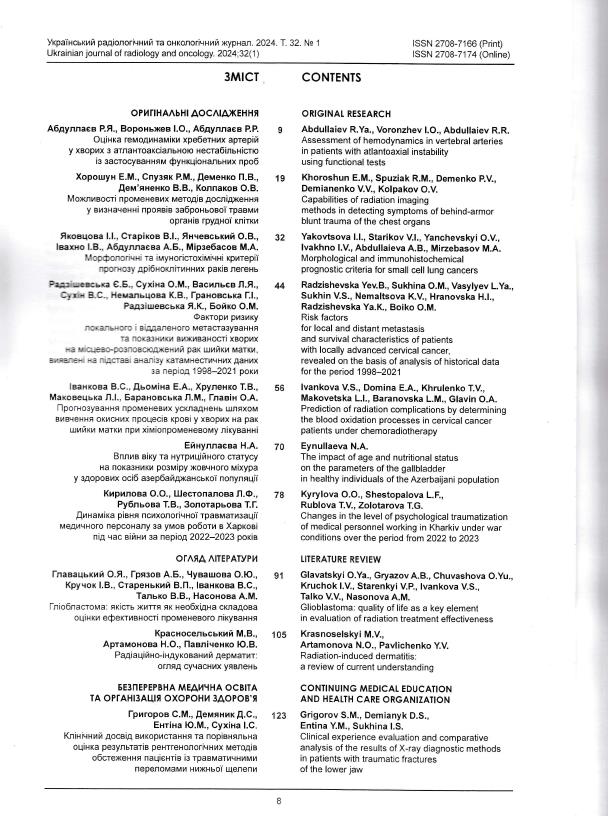 Український радіологічний та онкологічний журнал. 2024. Т. 32. № 1
ISSN 2708-7166 (Print)
Ukrainian journal of radiology and oncology. 2024;32(1)
ISSN 2708-7174 (Online)
ЗМІСТ
CONTENTS
ОРИГІНАЛЬНІ ДОСЛІДЖЕННЯ
Абдуллаєв Р.Я., Вороньжев І.О., Абдуллаєв Р.Р.
Оцінка гемодинаміки хребетних артерій
у хворих з атлантоаксіальною нестабільністю
із застосуванням функціональних проб
9
ORIGINAL RESEARCH
Abdullaiev R.Ya., Voronzhev I.O., Abdullaiev R.R.
Assessment of hemodynamics in vertebral arteries
in patients with atlantoaxial instability
using functional tests
Хорошун Е.М., Спузяк Р.М., Деменко П.В.,
Дем'яненко В.В., Колпаков О.В.
Можливості променевих методів дослідження
у визначенні проявів заброньової травми
органів грудної клітки
19
Khoroshun E.M., Spuziak R.M., Demenko P.V.,
Demianenko V.V., Kolpakov O.V.
Capabilities of radiation imaging
methods in detecting symptoms of behind-armor
blunt trauma of the chest organs
Яковцова І.І., Старіков В.І., Янчевський О.В.,
Івахно І.В., Абдуллаєва А.Б., Мірзебасов М.А.
Морфологічні та імуногістохімічні критерії
прогнозу дрібноклітинних раків легень
32
Yakovtsova I.I., Starikov V.I., Yanchevskyi O.V.,
Ivakhno I.V., Abdullaieva A.B., Mirzebasov M.A.
Morphological and immunohistochemical
prognostic criteria for small cell lung cancers
Радзішевська Є.Б., Сухіна О.М., Васильєв Л.Я.,
Сухін В.С., Немальцова К.В., Грановська Г.І.,
Радзішевська Я.К., Бойко О.М.
Фактори ризику
локального і віддаленого метастазування
та показники виживаності хворих
на місцево-розповсюджений рак шийки матки,
виявлені на підставі аналізу катамнестичних даних
за період 1998–2021 роки
44
Radzishevska Yev.B., Sukhina O.M., Vasylyev L.Ya.,
Sukhin V.S., Nemaltsova K.V., Hranovska H.I.,
Radzishevska Ya.K., Boiko O.M.
Risk factors
for local and distant metastasis
and survival characteristics of patients
with locally advanced cervical cancer,
revealed on the basis of analysis of historical data
for the period 1998–2021
Іванкова В.С., Дьоміна Е.А., Хруленко Т.В.,
Маковецька Л.І., Барановська Л.М., Главін О.А.
Прогнозування променевих ускладнень шляхом
вивчення окисних процесів крові у хворих на рак
шийки матки при хіміопроменевому лікуванні
56
Ivankova V.S., Domina E.A., Khrulenko T.V.,
Makovetska L.I., Baranovska L.M., Glavin O.A.
Prediction of radiation complications by determining
the blood oxidation processes in cervical cancer
patients under chemoradiotherapy
Ейнуллаєва Н.А.
Вплив віку та нутриційного статусу
на показники розміру жовчного міхура
у здорових осіб азербайджанської популяції
70
Eynullaeva N.A.
The impact of age and nutritional status
on the parameters of the gallbladder
in healthy individuals of the Azerbaijani population
Кирилова О.О., Шестопалова Л.Ф.,
Рубльова Т.В., Золотарьова Т.Г.
Динаміка рівня психологічної травматизації
медичного персоналу за умов роботи в Харкові
під час війни за період 2022–2023 років
78
Kyrylova O.O., Shestopalova L.F.,
Rublova T.V., Zolotarova T.G.
Changes in the level of psychological traumatization
of medical personnel working in Kharkiv under war
conditions over the period from 2022 to 2023
ОГЛЯД ЛІТЕРАТУРИ
Главацький О.Я., Грязов А.Б., Чувашова О.Ю.,
Кручок І.В., Старенький В.П., Іванкова В.С.,
Талько В.В., Насонова А.М.
Гліобластома: якість життя як необхідна складова
оцінки ефективності променевого лікування
91
LITERATURE REVIEW
Glavatskyi O.Ya., Gryazov A.B., Chuvashova O.Yu.,
Kruchok I.V., Starenkyi V.P., Ivankova V.S.,
Talko V.V., Nasonova A.M.
Glioblastoma: quality of life as a key element
in evaluation of radiation treatment effectiveness
Красносельський М.В.,
Артамонова Н.О., Павліченко Ю.В.
Радіаційно-індукований дерматит:
огляд сучасних уявлень
105
Krasnoselskyi M.V.,
Artamonova N.O., Pavlichenko Y.V.
Radiation-induced dermatitis:
a review of current understanding
БЕЗПЕРЕРВНА МЕДИЧНА ОСВІТА
ТА ОРГАНІЗАЦІЯ ОХОРОНИ ЗДОРОВ'Я
Григоров С.М., Демяник Д.С.,
Ентіна Ю.М., Сухіна І.С.
Клінічний досвід використання та порівняльна
оцінка результатів рентгенологічних методів
обстеження пацієнтів із травматичними
переломами нижньої щелепи
123
CONTINUING MEDICAL EDUCATION
AND HEALTH CARE ORGANIZATION
Grigorov S.M., Demianyk D.S.,
Entina Y.M., Sukhina I.S.
Clinical experience evaluation and comparative
analysis of the results of X-ray diagnostic methods
in patients with traumatic fractures
of the lower jaw
8